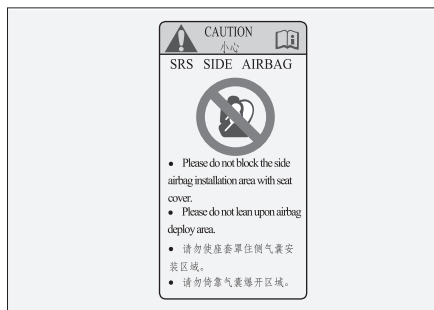 CAUTION
小心
SRS SIDE AIRBAG
• Please do not block the side
airbag installation area with seat
cover.
• Please do not lean upon airbag
deploy area.
• 请勿使座套罩住侧气囊安
装区域。
• 请勿倚靠气囊爆开区域。